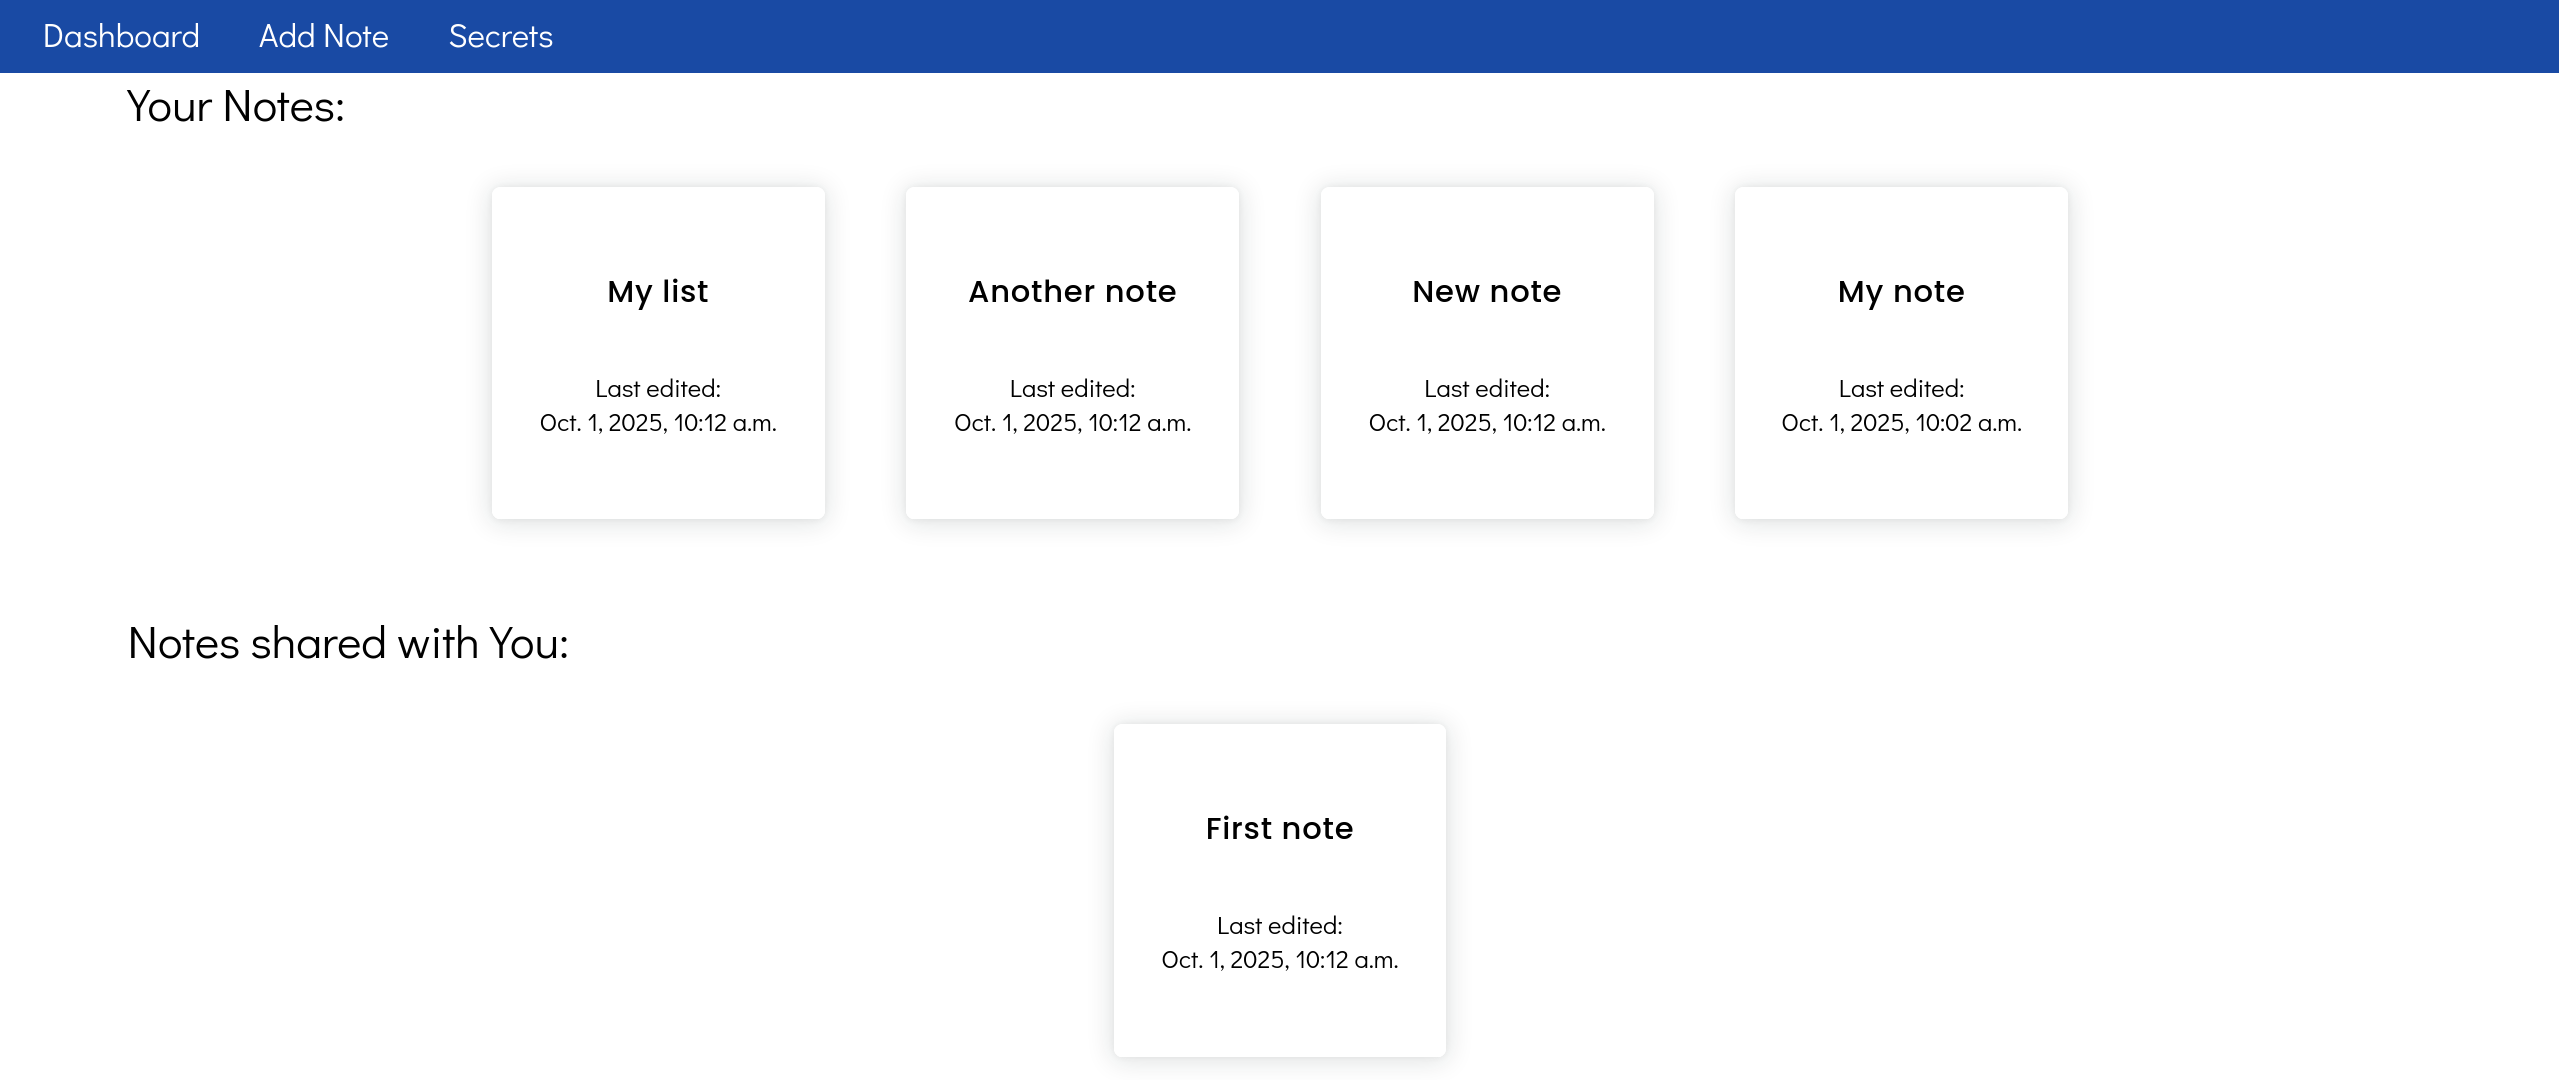 Dashboard Add Note Secrets
Your Notes:
My list
Last edited:
Oct. 1, 2025, 10:12 a.m.
Another note
Last edited:
Oct. 1, 2025, 10:12 a.m.
New note
Last edited:
Oct. 1, 2025, 10:12 a.m.
My note
Last edited:
Oct. 1, 2025, 10:02 a.m.
Notes shared with You:
First note
Last edited:
Oct. 1, 2025, 10:12 a.m.